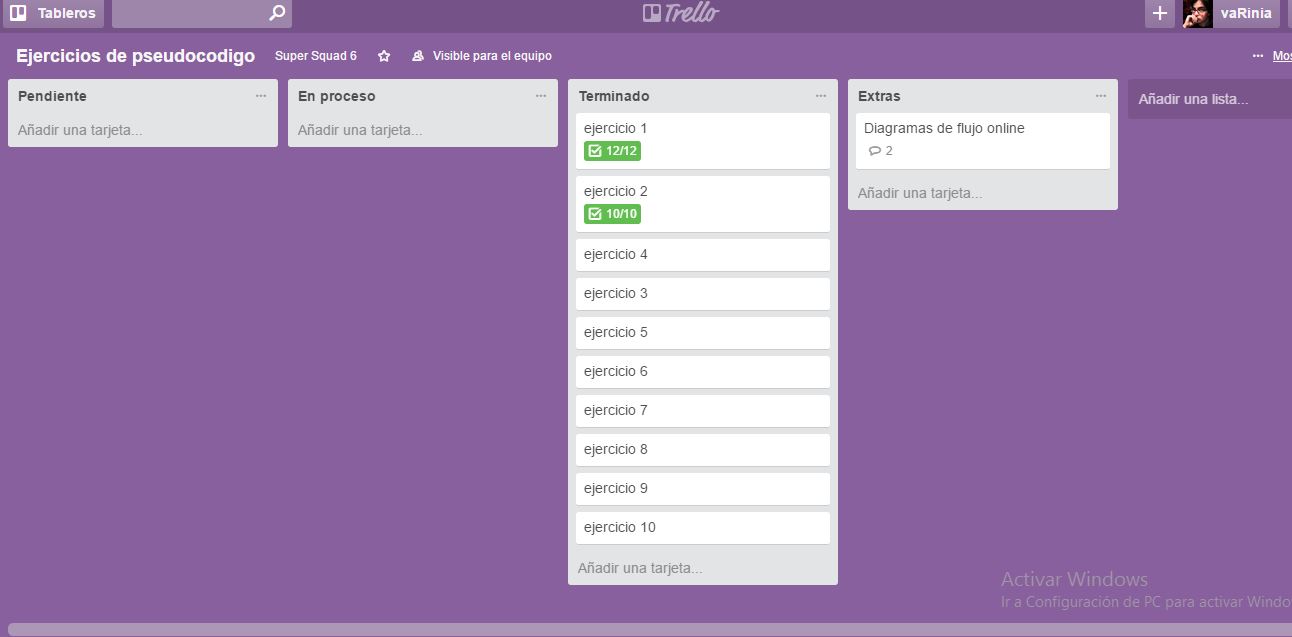 Tableros
Trello
+
vaRinia
Ejercicios de pseudocodigo
Super Squad 6
Visible para el equipo
...
Pendiente
...
Añadir una tarjeta...
En proceso
...
Añadir una tarjeta...
Terminado
...
ejercicio 1
12/12
ejercicio 2
10/10
ejercicio 4
ejercicio 3
ejercicio 5
ejercicio 6
ejercicio 7
ejercicio 8
ejercicio 9
ejercicio 10
Añadir una tarjeta...
Extras
...
Diagramas de flujo online
2
Añadir una tarjeta...
Añadir una lista...
Activar Windows
Ir a Configuración de PC para activar